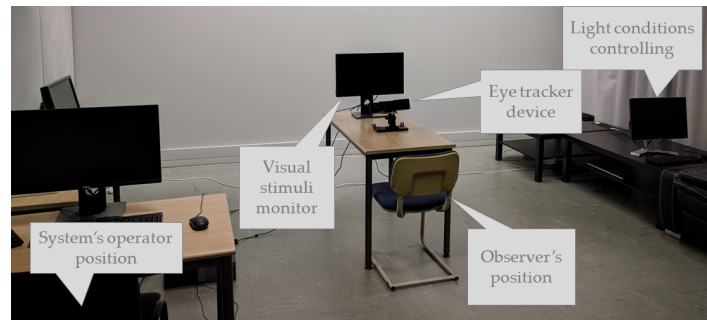 Light conditions
controlling
Eye tracker
device
Visual
stimuli
monitor
System's operator
position
Observer's
position